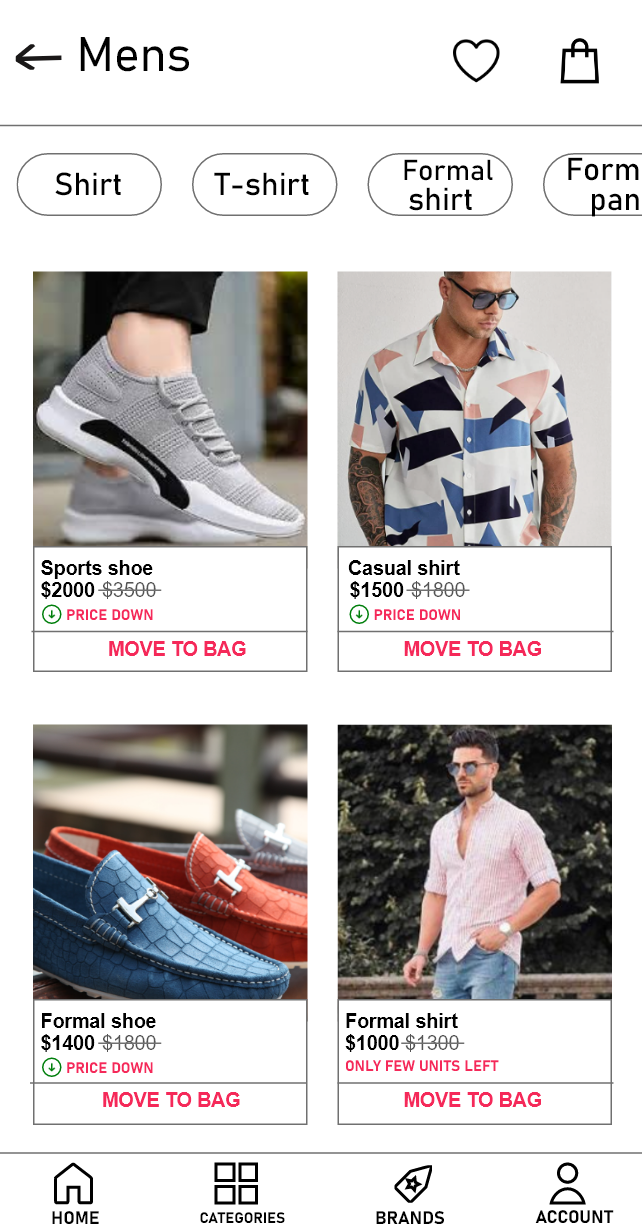 Mens
Shirt
T-shirt
Formal
shirt
Form
pan
Sports shoe
$2000 $3500
PRICE DOWN
MOVE TO BAG
Casual shirt
$1500 $1800
PRICE DOWN
MOVE TO BAG
Formal shoe
$1400 $1800
PRICE DOWN
MOVE TO BAG
Formal shirt
$1000 $1300
ONLY FEW UNITS LEFT
MOVE TO BAG
HOME
CATEGORIES
BRANDS
ACCOUNT